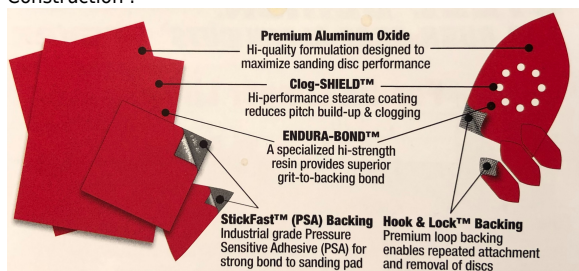 Construction :
Premium Aluminum Oxide
Hi-quality formulation designed to
maximize sanding disc performance
Clog-SHIELD™
Hi-performance stearate coating
reduces pitch build-up & clogging
ENDURA-BOND™
A specialized hi-strength
resin provides superior
grit-to-backing bond
StickFast™ (PSA) Backing
Industrial grade Pressure
Sensitive Adhesive (PSA) for
strong bond to sanding pad
Hook & Lock™ Backing
Premium loop backing
enables repeated attachment
and removal of discs